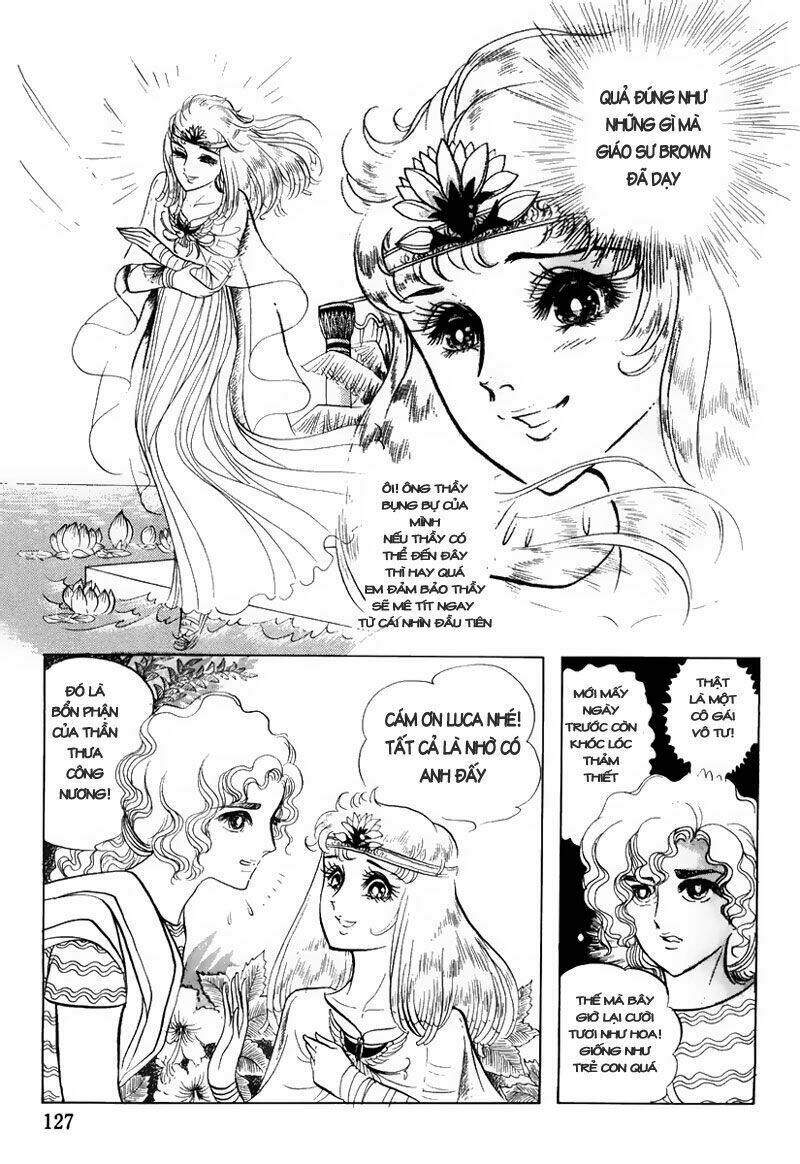 QUẢ ĐÚNG NHƯ
NHỮNG GÌ MÀ
GIÁO SƯ BROWN
ĐÃ DẠY
ÔI! ÔNG THẦY
BỤNG BỰ CỦA
MÌNH
NẾU THẦY CÓ
THỂ ĐẾN ĐÂY
THÌ HAY QUÁ
EM ĐẢM BẢO THẦY
SẼ MÊ TÍT NGAY
TỪ CÁI NHÌN ĐẦU TIÊN
ĐÓ LÀ
BỔN PHẬN
CỦA THẦN
THƯA
CÔNG
NƯƠNG!
CÁM ƠN LUCA NHÉ!
TẤT CẢ LÀ NHỜ CÓ
ANH ĐẤY
THẬT
LÀ MỘT
CÔ GÁI
VÔ TƯ!
MỚI MẤY
NGÀY
TRƯỚC CÒN
KHÓC LÓC
THẢM
THIẾT
THẾ MÀ BÂY
GIỜ LẠI CƯỜI
TƯƠI NHƯ HOA!
GIỐNG NHƯ
TRẺ CON QUÁ
127